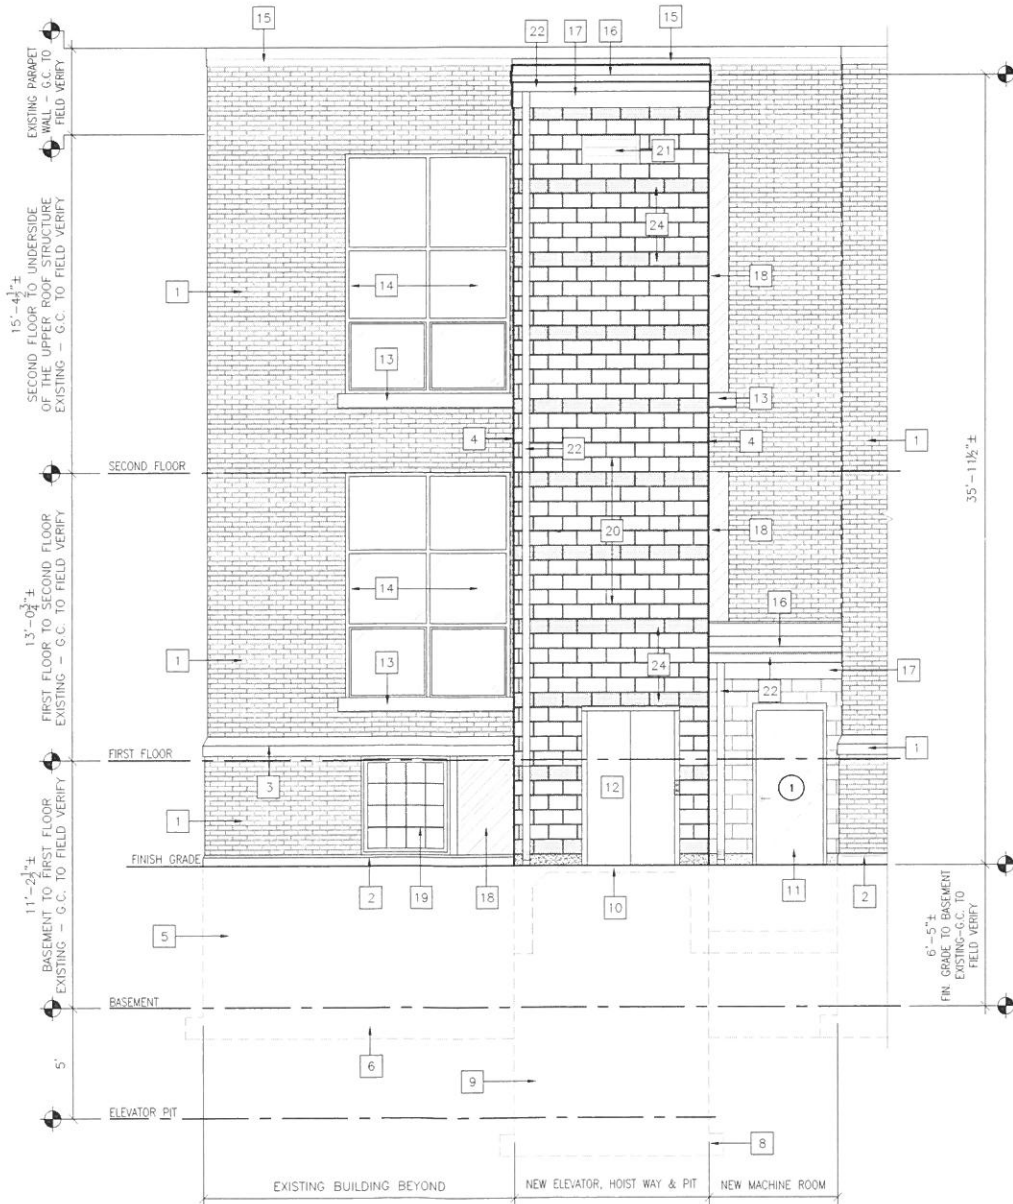 15
22
17
16
15
EXISTING PARAPET
WALL - G.C. TO
FIELD VERIFY
21
24
15'-4½"±
SECOND FLOOR TO UNDERSIDE
OF THE UPPER ROOF STRUCTURE
EXISTING - G.C. TO FIELD VERIFY
1
14
18
13
13
4
22
4
1
35'-11½"±
SECOND FLOOR
20
18
13'-0¾"±
FIRST FLOOR TO SECOND FLOOR
EXISTING - G.C. TO FIELD VERIFY
14
16
1
13
24
17
22
FIRST FLOOR
1
3
12
1
1
11'-2½"±
BASEMENT TO FIRST FLOOR
EXISTING - G.C. TO FIELD VERIFY
FINISH GRADE
2
19
18
10
11
2
5
6'-5"±
FIN. GRADE TO BASEMENT
EXISTING-G.C. TO
FIELD VERIFY
BASEMENT
6
5'
9
ELEVATOR PIT
8
EXISTING BUILDING BEYOND
NEW ELEVATOR, HOIST WAY & PIT
NEW MACHINE ROOM